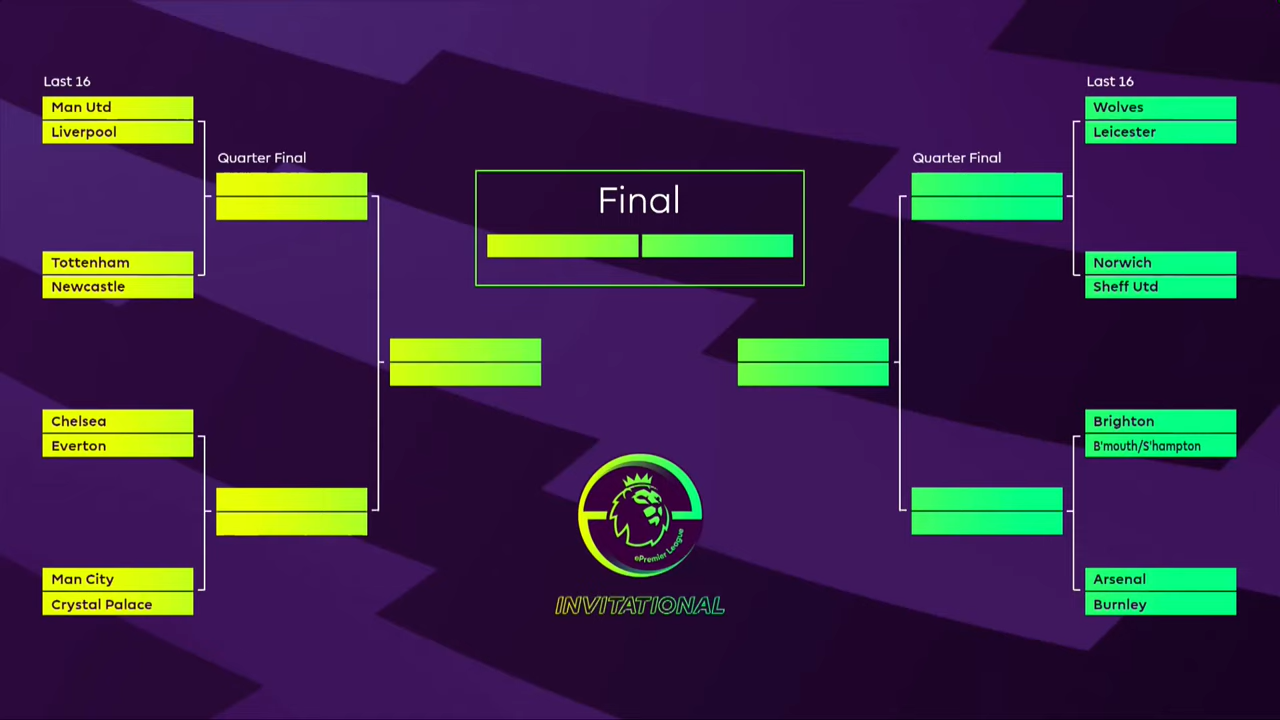 Last 16
Man Utd
Liverpool
Tottenham
Newcastle
Chelsea
Everton
Man City
Crystal Palace
Quarter Final
Final
ePremier League
INVITATIONAL
Quarter Final
Last 16
Wolves
Leicester
Norwich
Sheff Utd
Brighton
B'mouth/S'hampton
Arsenal
Burnley